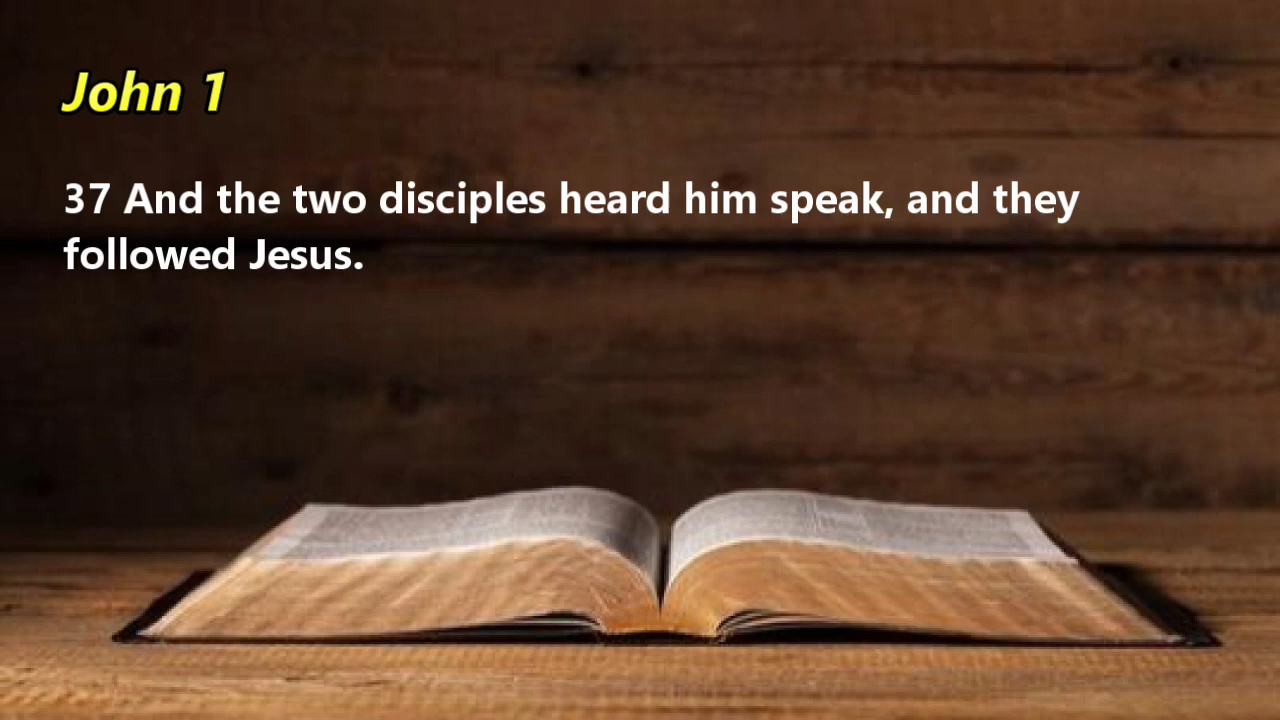 John 1
37 And the two disciples heard him speak, and they
followed Jesus.